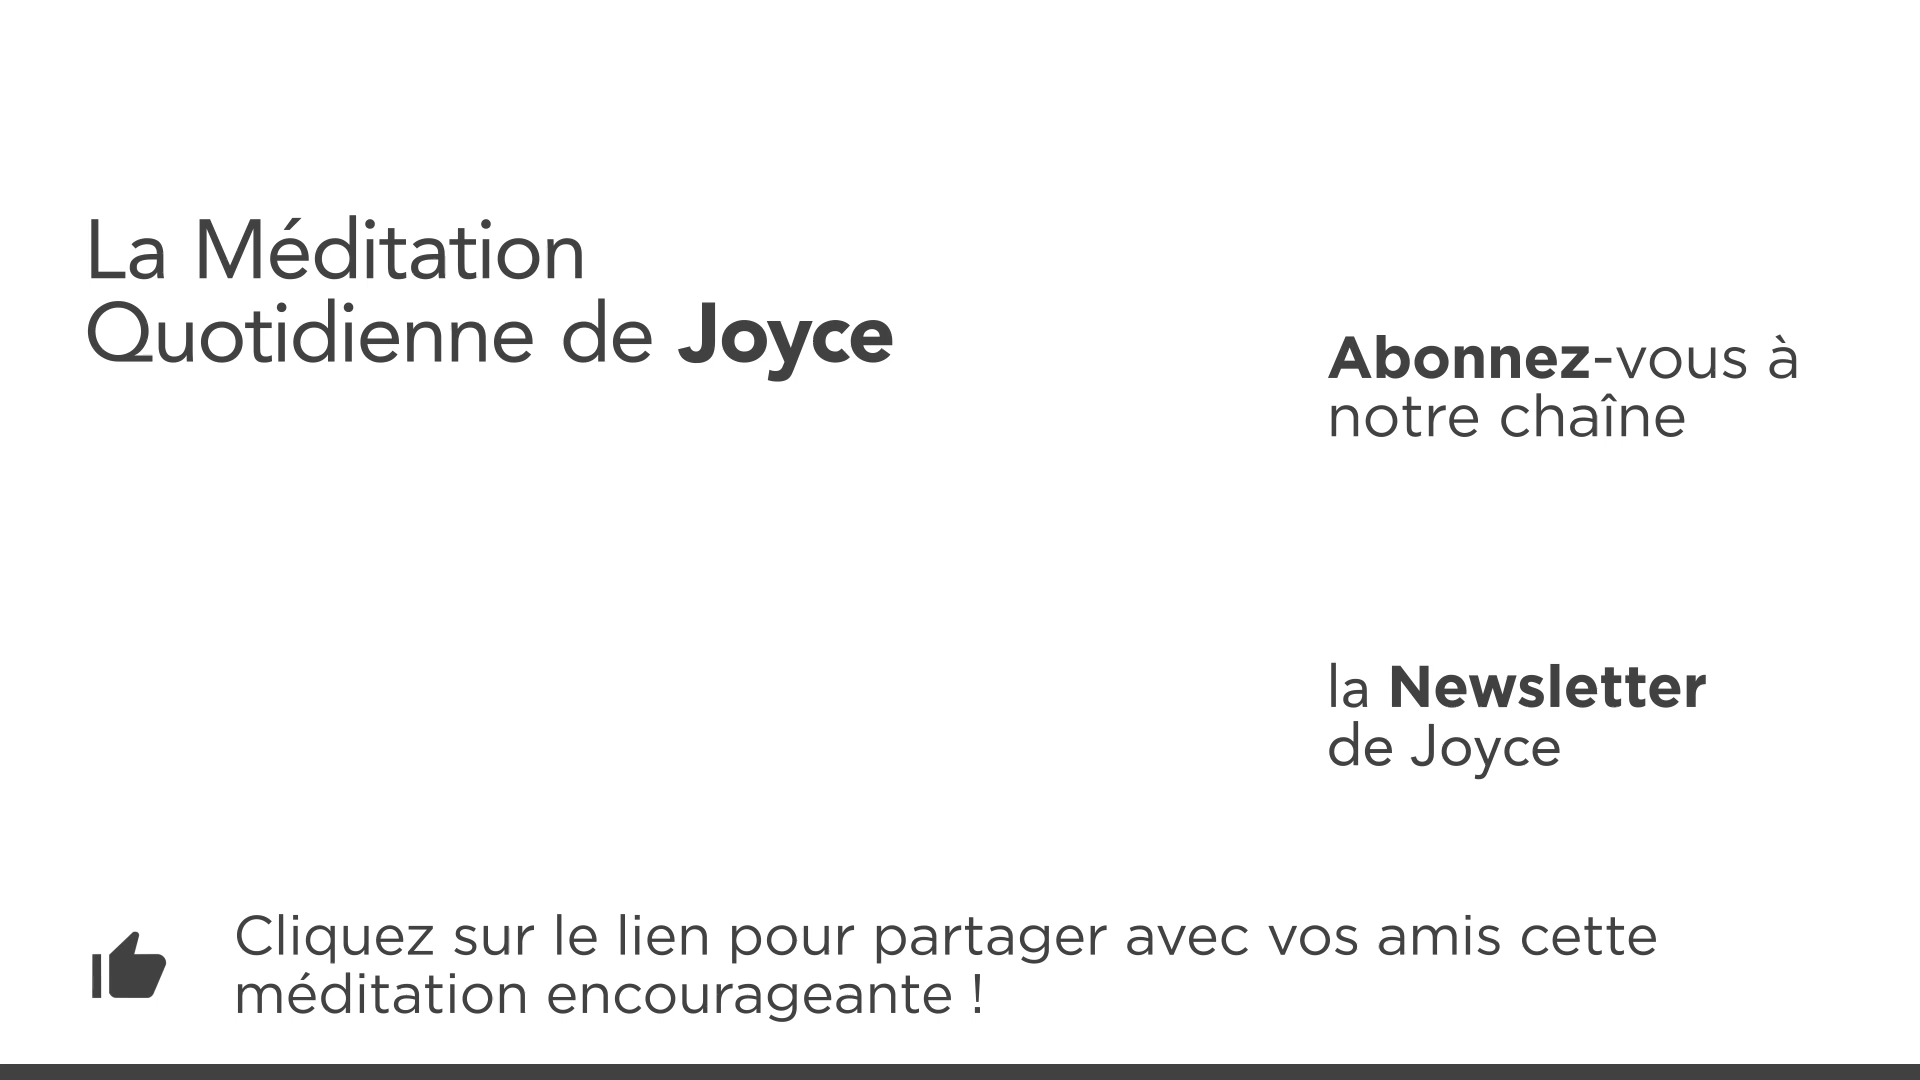 La Méditation
Quotidienne de Joyce
Abonnez-vous à
notre chaîne
la Newsletter
de Joyce
Cliquez sur le lien pour partager avec vos amis cette
méditation encourageante !